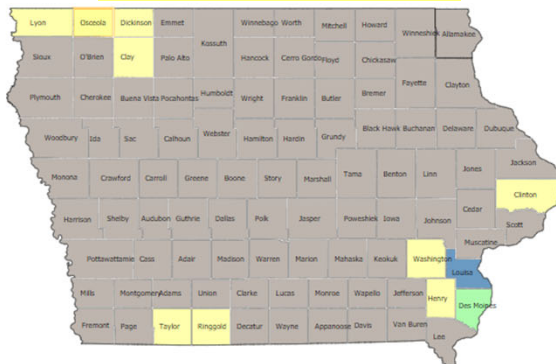 Lyon Osceola Dickinson Emmet Winnebago Worth Mitchell Howard Winneshiek Allamakee
Kossuth
Sioux O'Brien Clay Palo Alto Hancock Cerro Gordo Floyd Chickasaw
Fayette Clayton
Plymouth Cherokee Buena Vista Pocahontas Humboldt Wright Franklin Butler Bremer
Woodbury Ida Sac Calhoun Webster Hamilton Hardin Grundy Black Hawk Buchanan Delaware Dubuque
Jackson
Monona Crawford Carroll Greene Boone Story Marshall Tama Benton Linn Jones
Clinton
Harrison Shelby Audubon Guthrie Dallas Polk Jasper Poweshiek Iowa Johnson Cedar Scott
Muscatine
Pottawattamie Cass Adair Madison Warren Marion Mahaska Keokuk Washington Louisa
Mills Montgomery Adams Union Clarke Lucas Monroe Wapello Jefferson Henry Des Moines
Fremont Page Taylor Ringgold Decatur Wayne Appanoose Davis Van Buren Lee